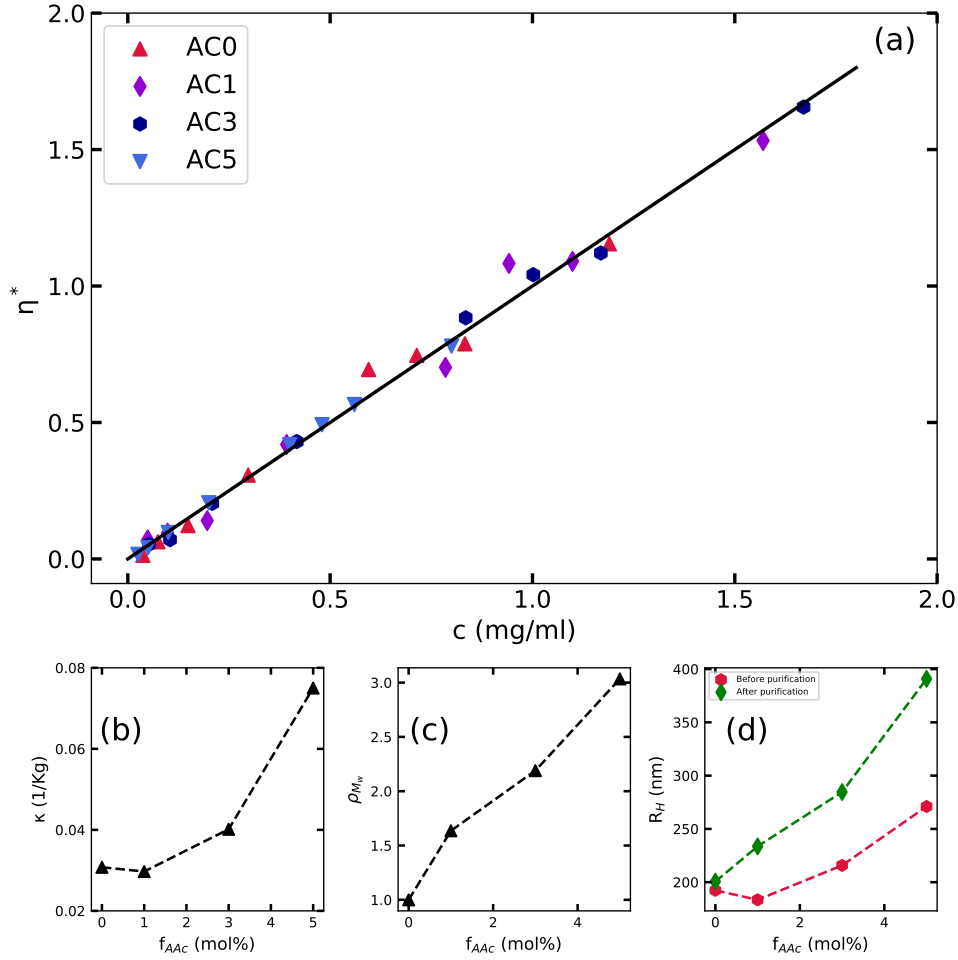 2.0
1.5
1.0
0.5
0.0
η*
(a)
AC0
AC1
AC3
AC5
0.0 0.5 1.0 1.5 2.0
c (mg/ml)
0.08
0.06
0.04
0.02
κ (1/Kg)
(b)
0 1 2 3 4 5
f_AAc (mol%)
3.0
2.5
2.0
1.5
1.0
ρ_Mw
(c)
0 2 4
f_AAc (mol%)
400
350
300
250
200
R_H (nm)
Before purification
After purification
(d)
0 2 4
f_AAc (mol%)